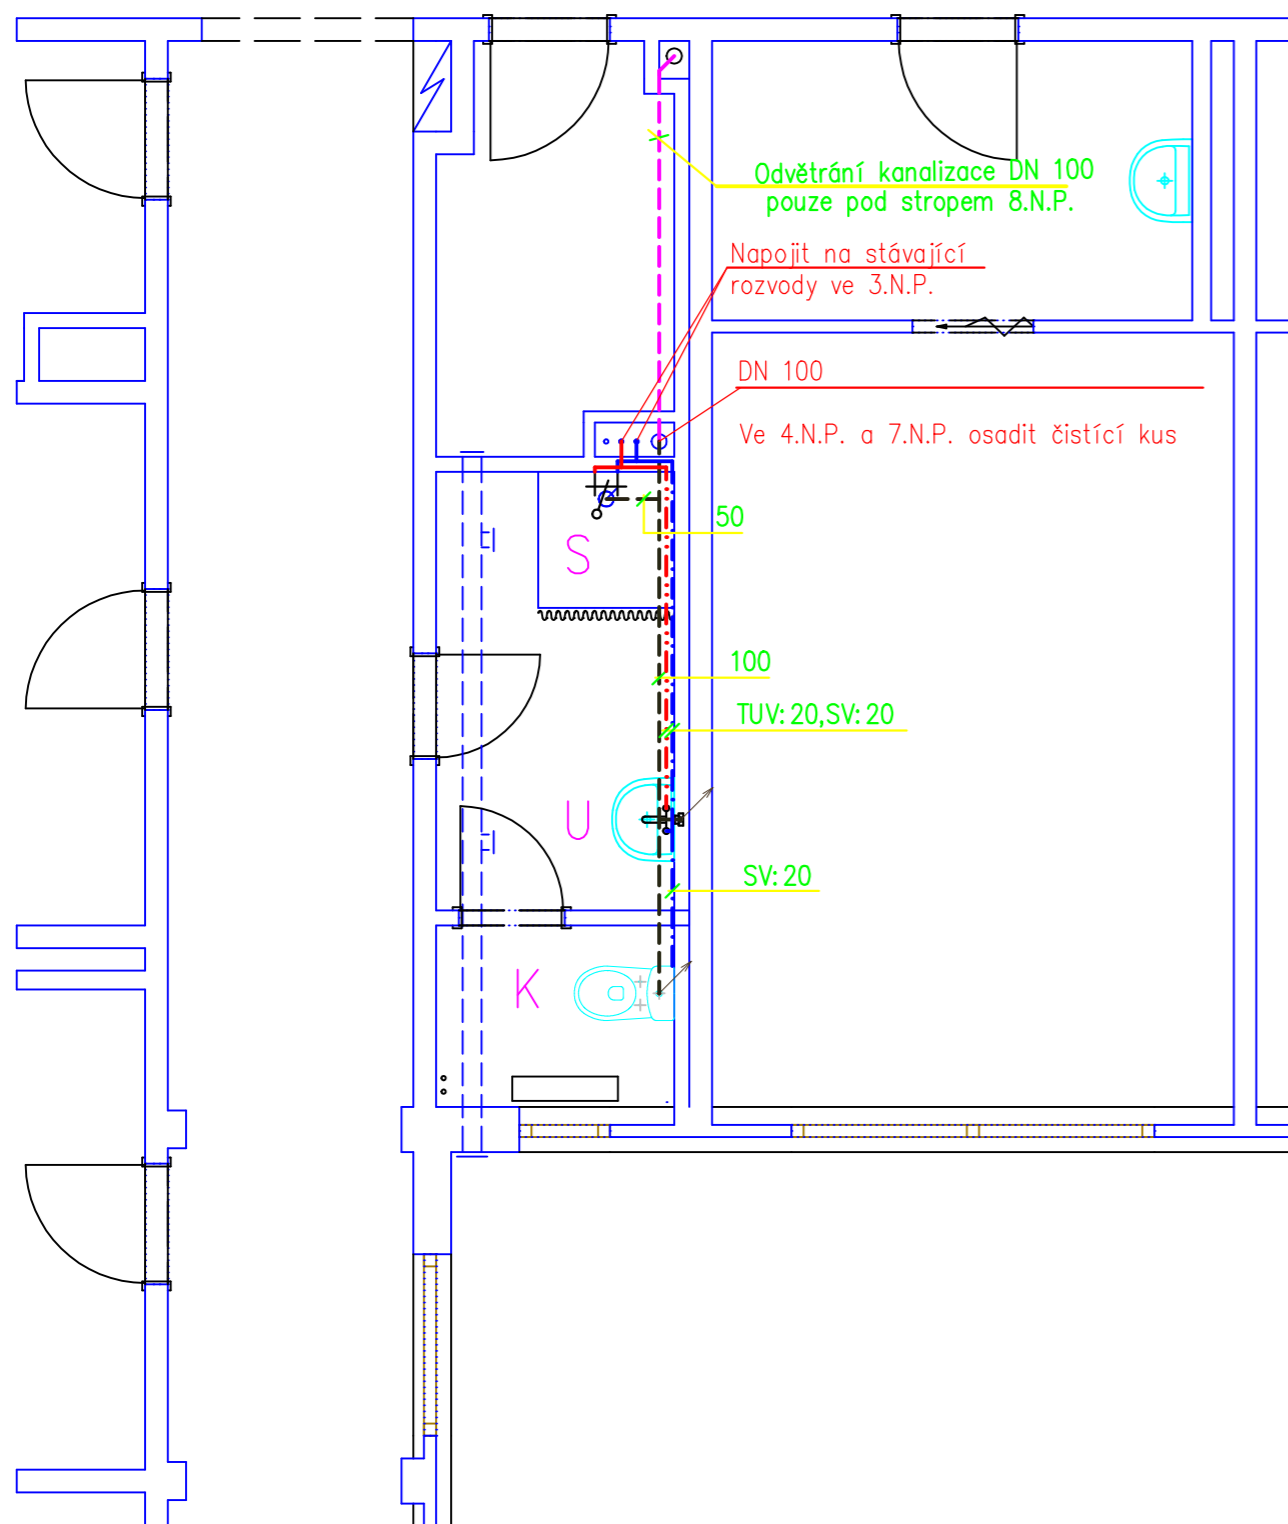 Odvětrání kanalizace DN 100
pouze pod stropem 8.N.P.
Napojit na stávající
rozvody ve 3.N.P.
DN 100
Ve 4.N.P. a 7.N.P. osadit čistící kus
50
S
100
TUV:20,SV:20
U
SV:20
K